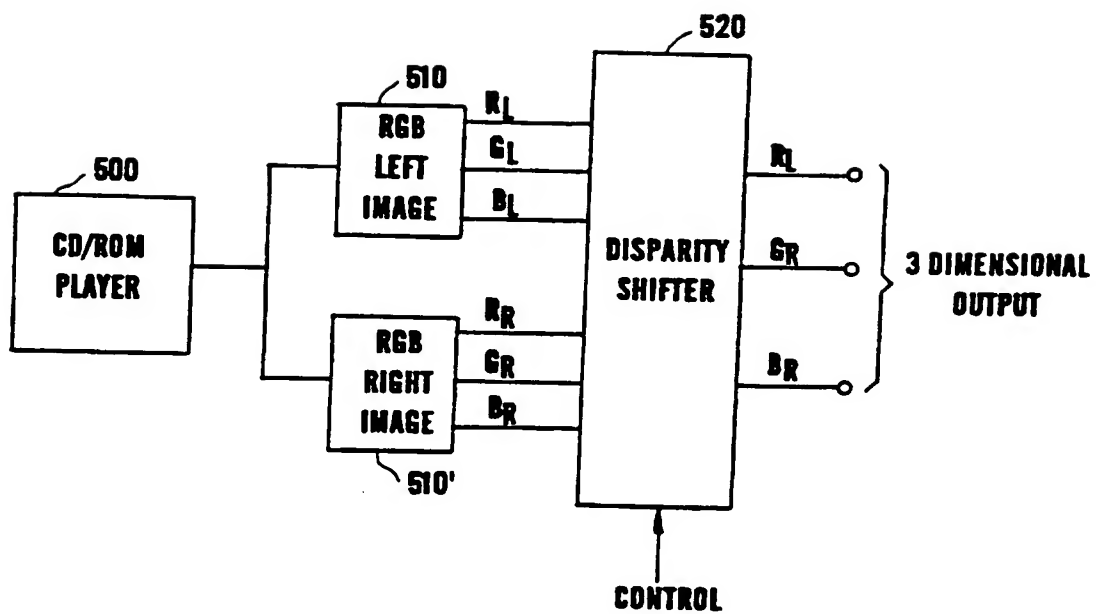 520
510
RGB
LEFT
IMAGE
RL
GL
BL
500
CD/ROM
PLAYER
DISPARITY
SHIFTER
RL
GR
BR
3 DIMENSIONAL
OUTPUT
RGB
RIGHT
IMAGE
RR
GR
BR
510'
CONTROL